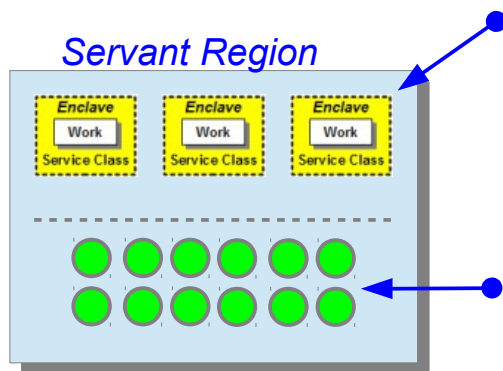 Servant Region
Enclave Enclave Enclave
Work Work Work
Service Class Service Class Service Class